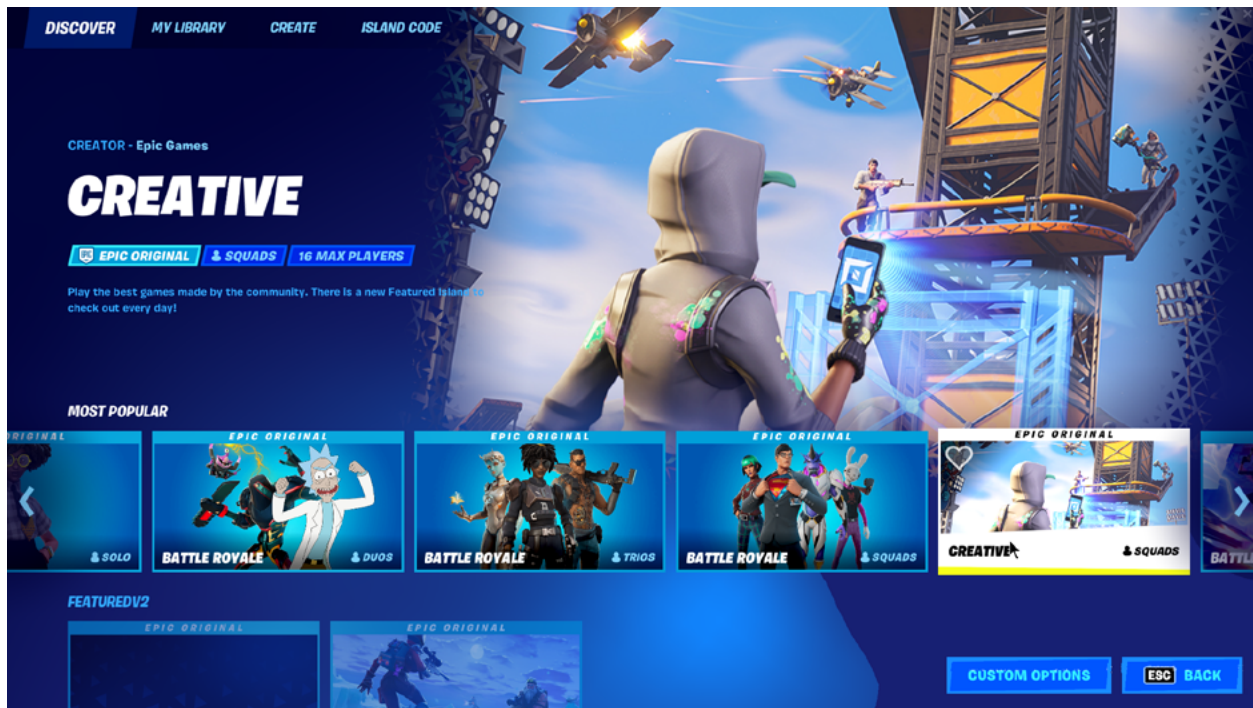 DISCOVER
MY LIBRARY
CREATE
ISLAND CODE
CREATOR - Epic Games
CREATIVE
EPIC ORIGINAL
SQUADS
16 MAX PLAYERS
Play the best games made by the community. There is a new Featured Island to
check out every day!
MOST POPULAR
ORIGINAL
SOLO
EPIC ORIGINAL
BATTLE ROYALE
DUOS
EPIC ORIGINAL
BATTLE ROYALE
TRIOS
EPIC ORIGINAL
BATTLE ROYALE
SQUADS
EPIC ORIGINAL
CREATIVE
SQUADS
BATTL
FEATUREDV2
EPIC ORIGINAL
EPIC ORIGINAL
CUSTOM OPTIONS
ESC BACK